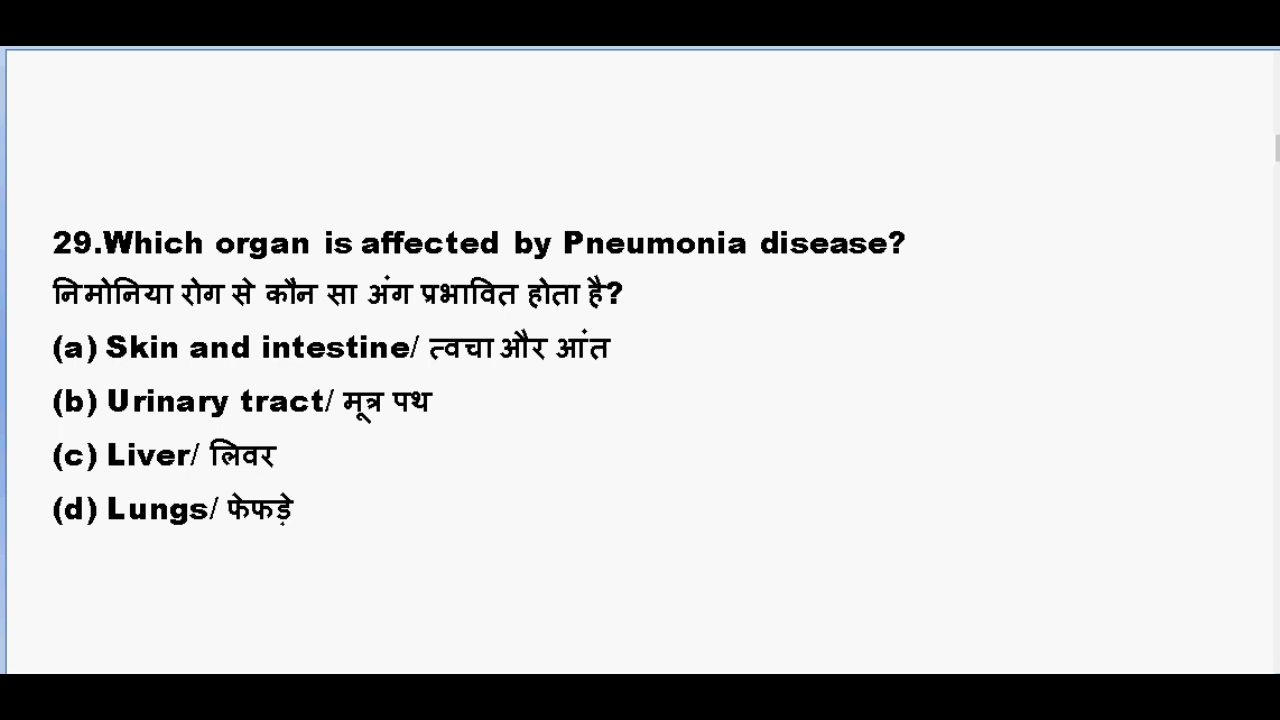 29.Which organ is affected by Pneumonia disease?
निमोनिया रोग से कौन सा अंग प्रभावित होता है?
(a) Skin and intestine/ त्वचा और आंत
(b) Urinary tract/ मूत्र पथ
(c) Liver/ लिवर
(d) Lungs/ फेफड़े